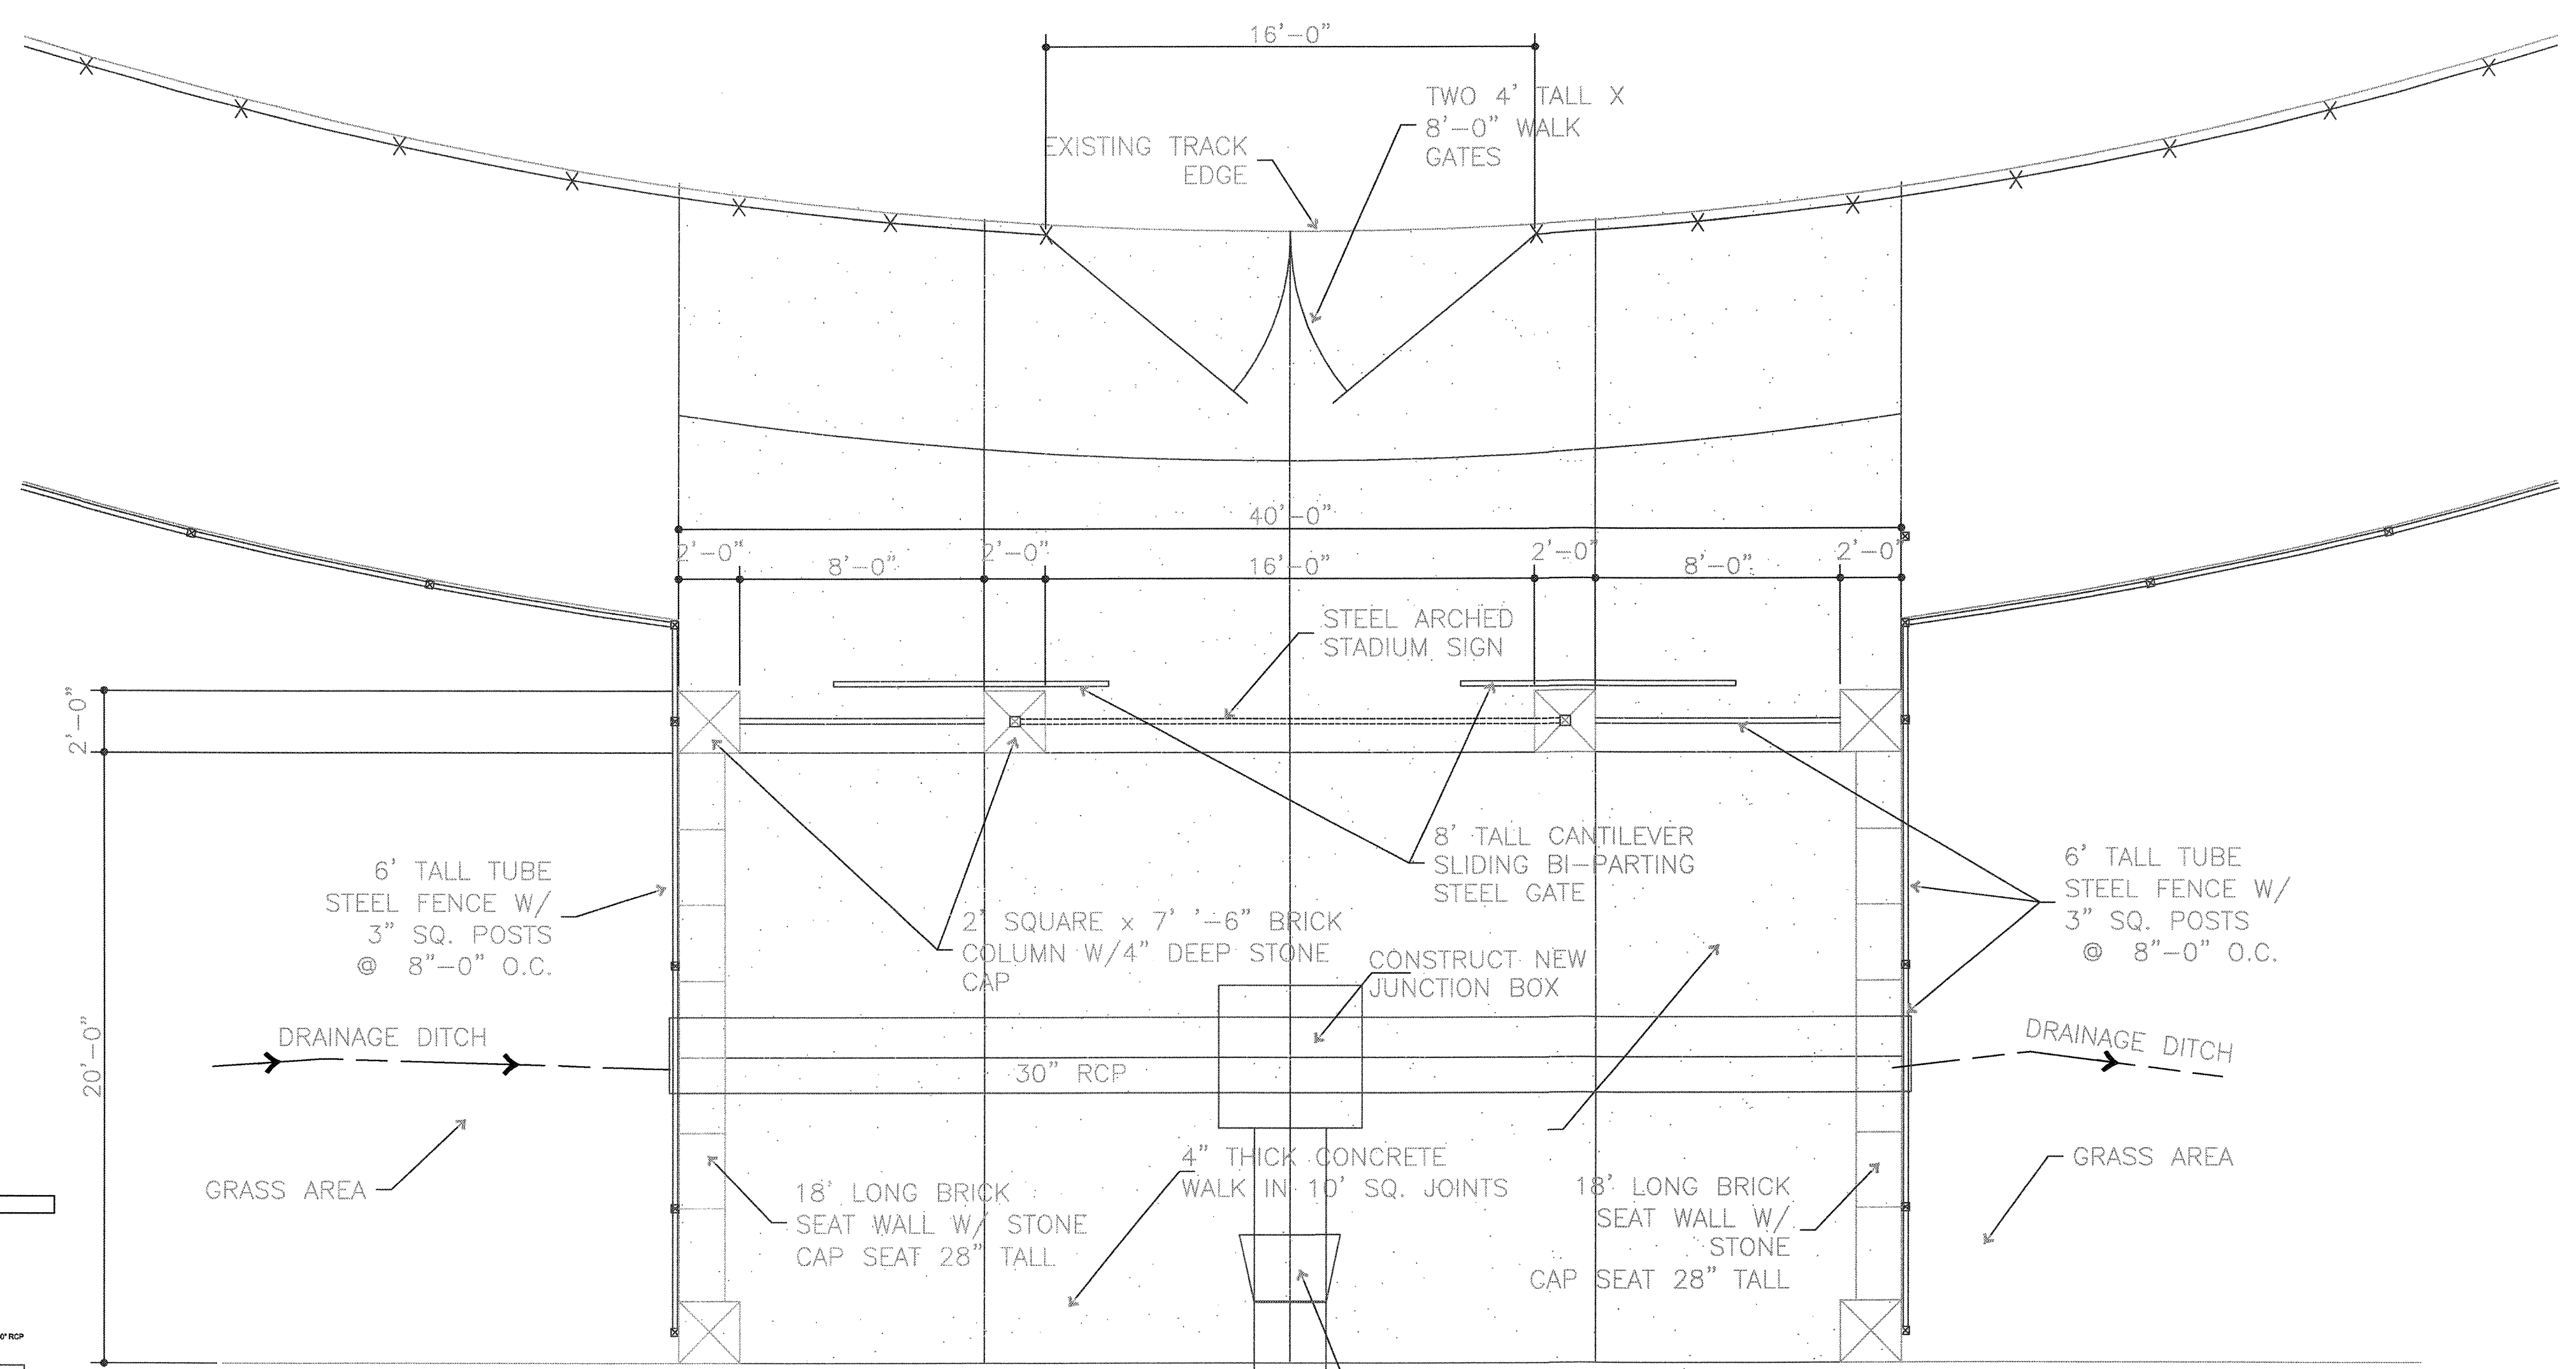 16'-0"
TWO 4' TALL X
8'-0" WALK
GATES
EXISTING TRACK
EDGE
40'-0"
2'-0"
8'-0"
2'-0"
16'-0"
2'-0"
8'-0"
2'-0"
STEEL ARCHED
STADIUM SIGN
2'-0"
20'-0"
8' TALL CANTILEVER
SLIDING BI-PARTING
STEEL GATE
6' TALL TUBE
STEEL FENCE W/
3" SQ. POSTS
@ 8"-0" O.C.
6' TALL TUBE
STEEL FENCE W/
3" SQ. POSTS
@ 8"-0" O.C.
2' SQUARE x 7' '-6" BRICK
COLUMN W/4" DEEP STONE
CAP
CONSTRUCT NEW
JUNCTION BOX
DRAINAGE DITCH
30" RCP
DRAINAGE DITCH
GRASS AREA
18' LONG BRICK
SEAT WALL W/ STONE
CAP SEAT 28" TALL
4" THICK CONCRETE
WALK IN 10' SQ. JOINTS
18' LONG BRICK
SEAT WALL W/
STONE
CAP SEAT 28" TALL
GRASS AREA
0" RCP